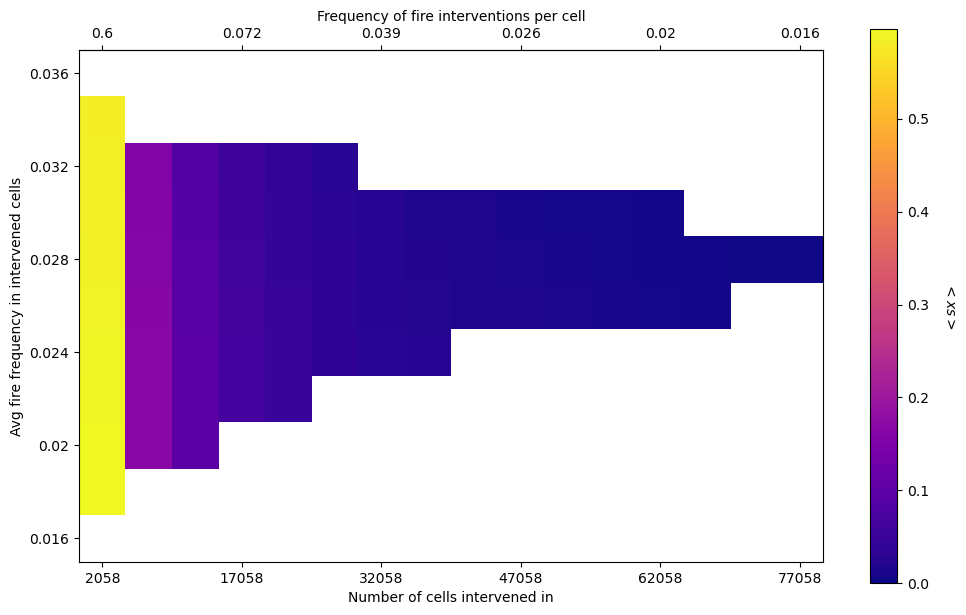 Frequency of fire interventions per cell
0.6 0.072 0.039 0.026 0.02 0.016
0.036
0.032
0.028
0.024
0.02
0.016
Avg fire frequency in intervened cells
2058 17058 32058 47058 62058 77058
Number of cells intervened in
0.5
0.4
0.3
0.2
0.1
0.0
< sx >